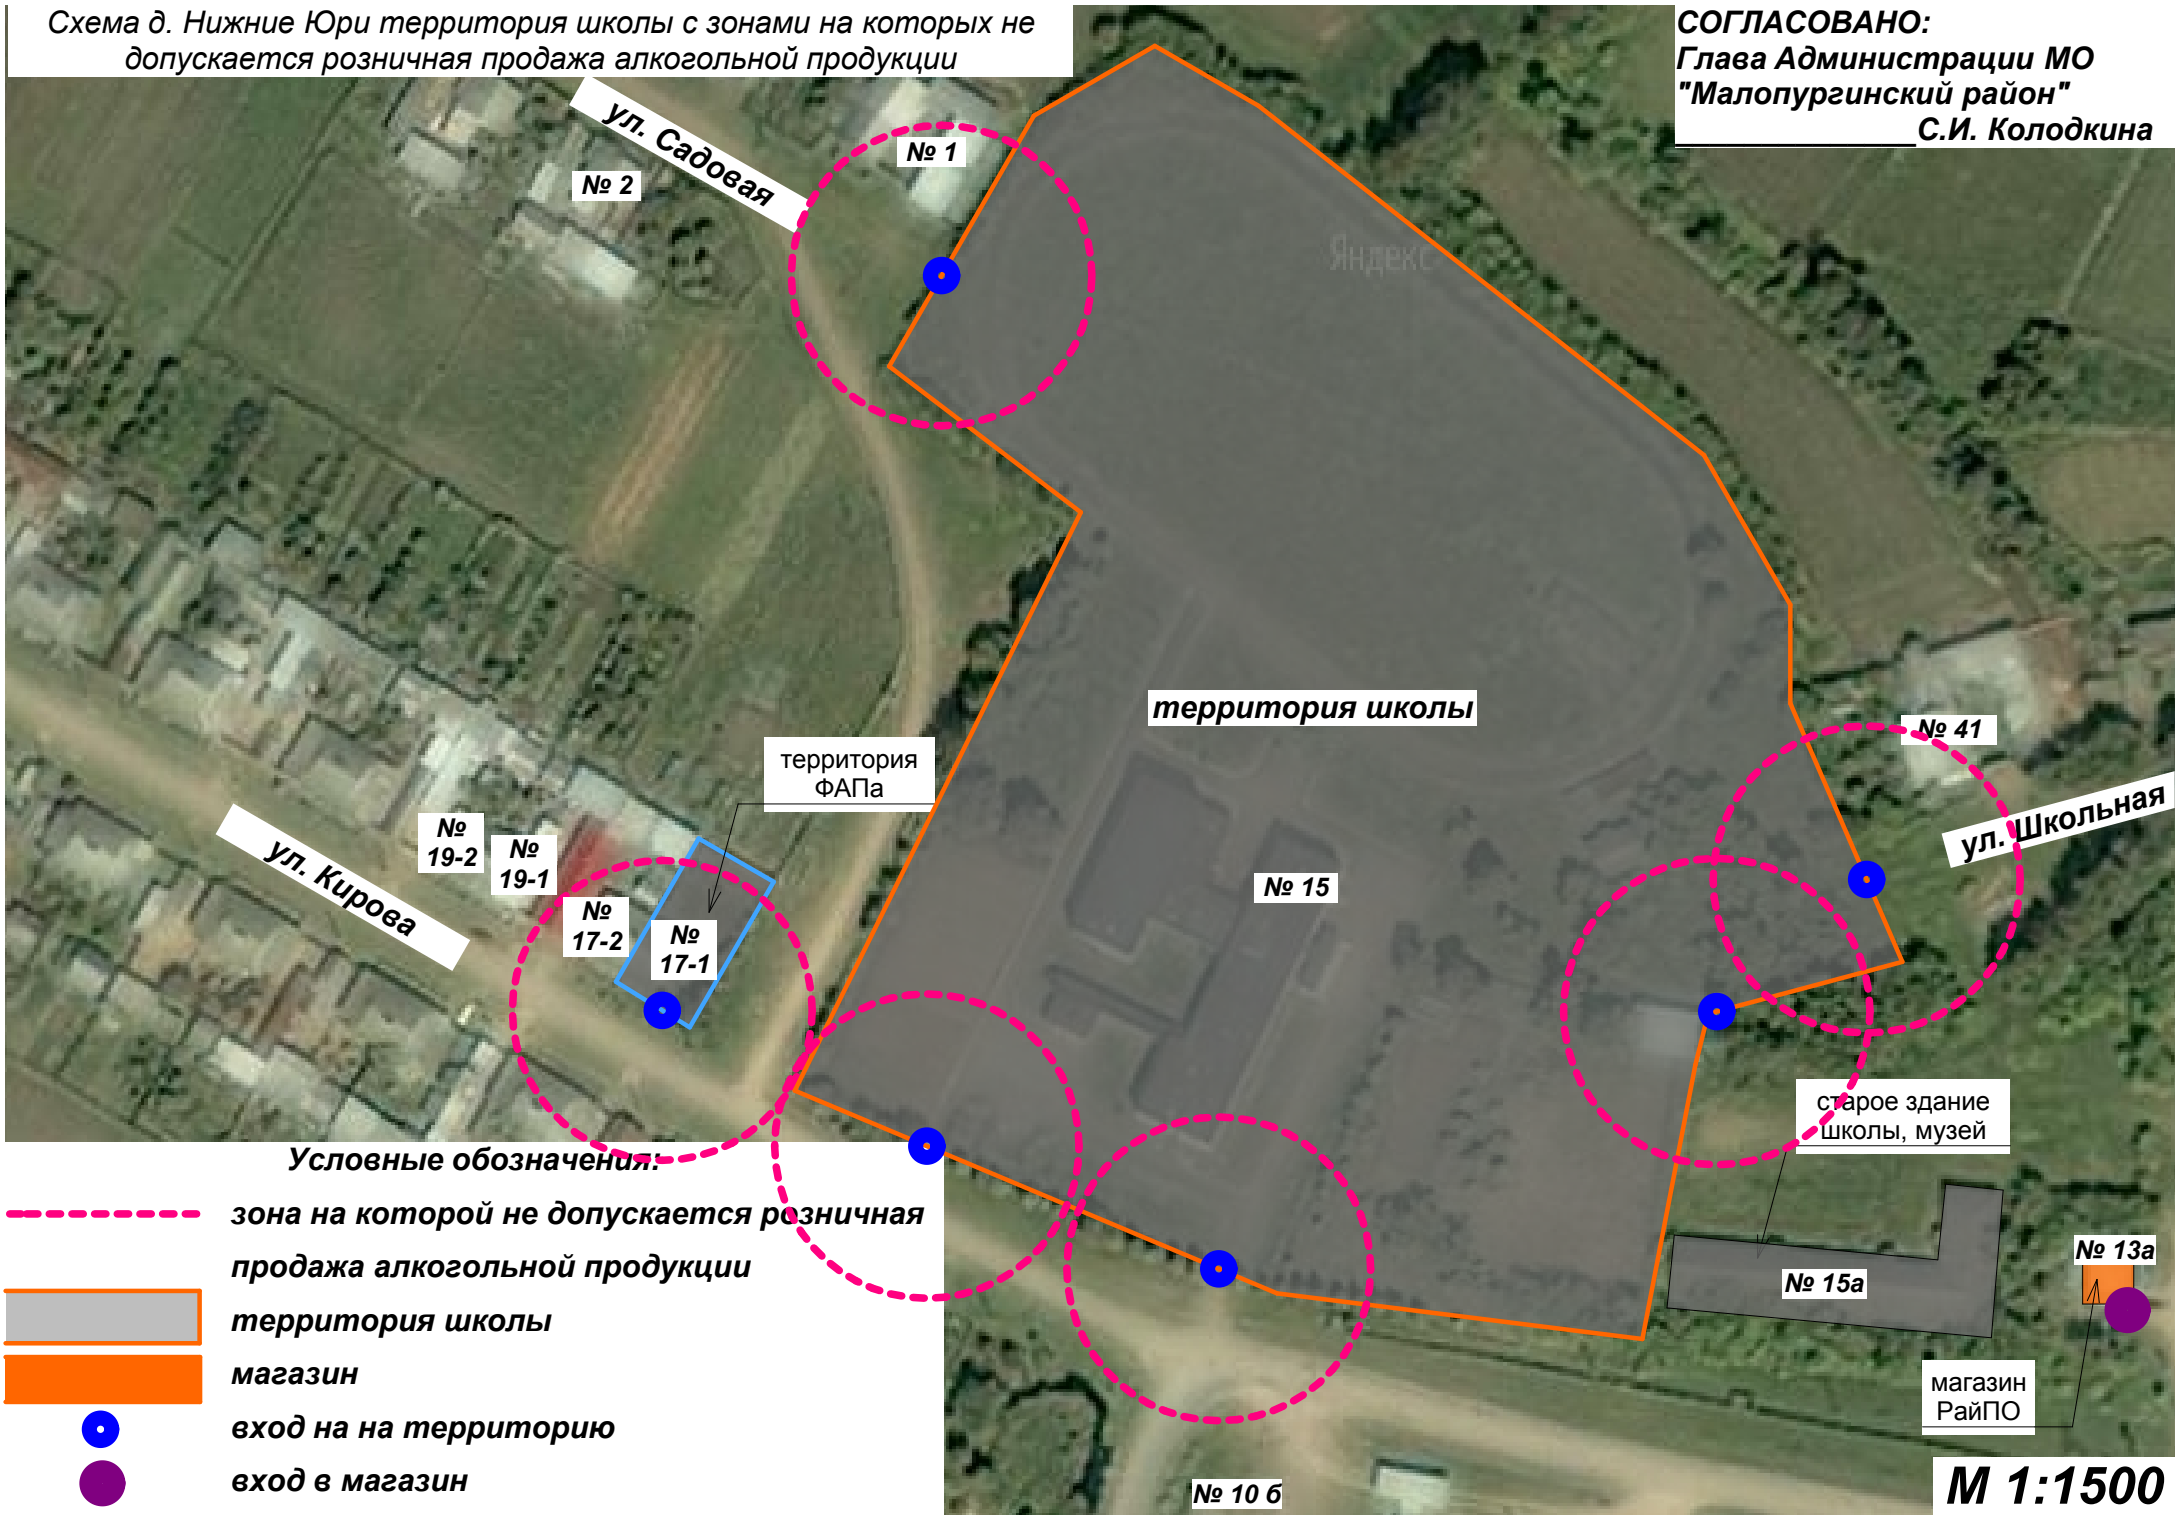 Схема д. Нижние Юри территория школы с зонами на которых не
допускается розничная продажа алкогольной продукции
СОГЛАСОВАНО:
Глава Администрации МО
"Малопургинский район"
С.И. Колодкина
ул. Садовая
№ 1
№ 2
Яндекс
территория школы
№ 41
ул. Школьная
территория
ФАПа
№
19-2
№
19-1
№
17-2
№
17-1
ул. Кирова
№ 15
старое здание
школы, музей
№ 15а
№ 13а
магазин
РайПО
№ 10 б
Условные обозначения:
зона на которой не допускается розничная
продажа алкогольной продукции
территория школы
магазин
вход на на территорию
вход в магазин
М 1:1500